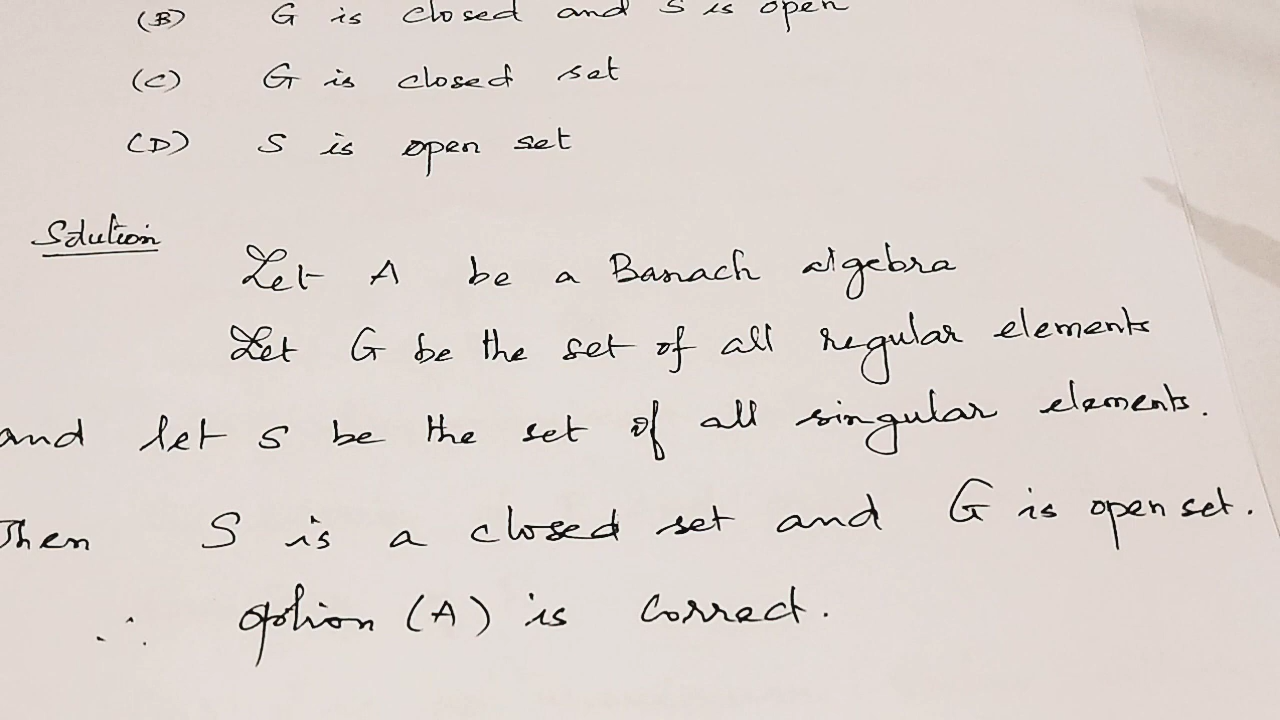 (B) G is closed and S is open
(C) G is closed set
(D) S is open set
Solution
Let A be a Banach algebra
Let G be the set of all regular elements
and let S be the set of all singular elements.
Then S is a closed set and G is open set.
∴ option (A) is correct.